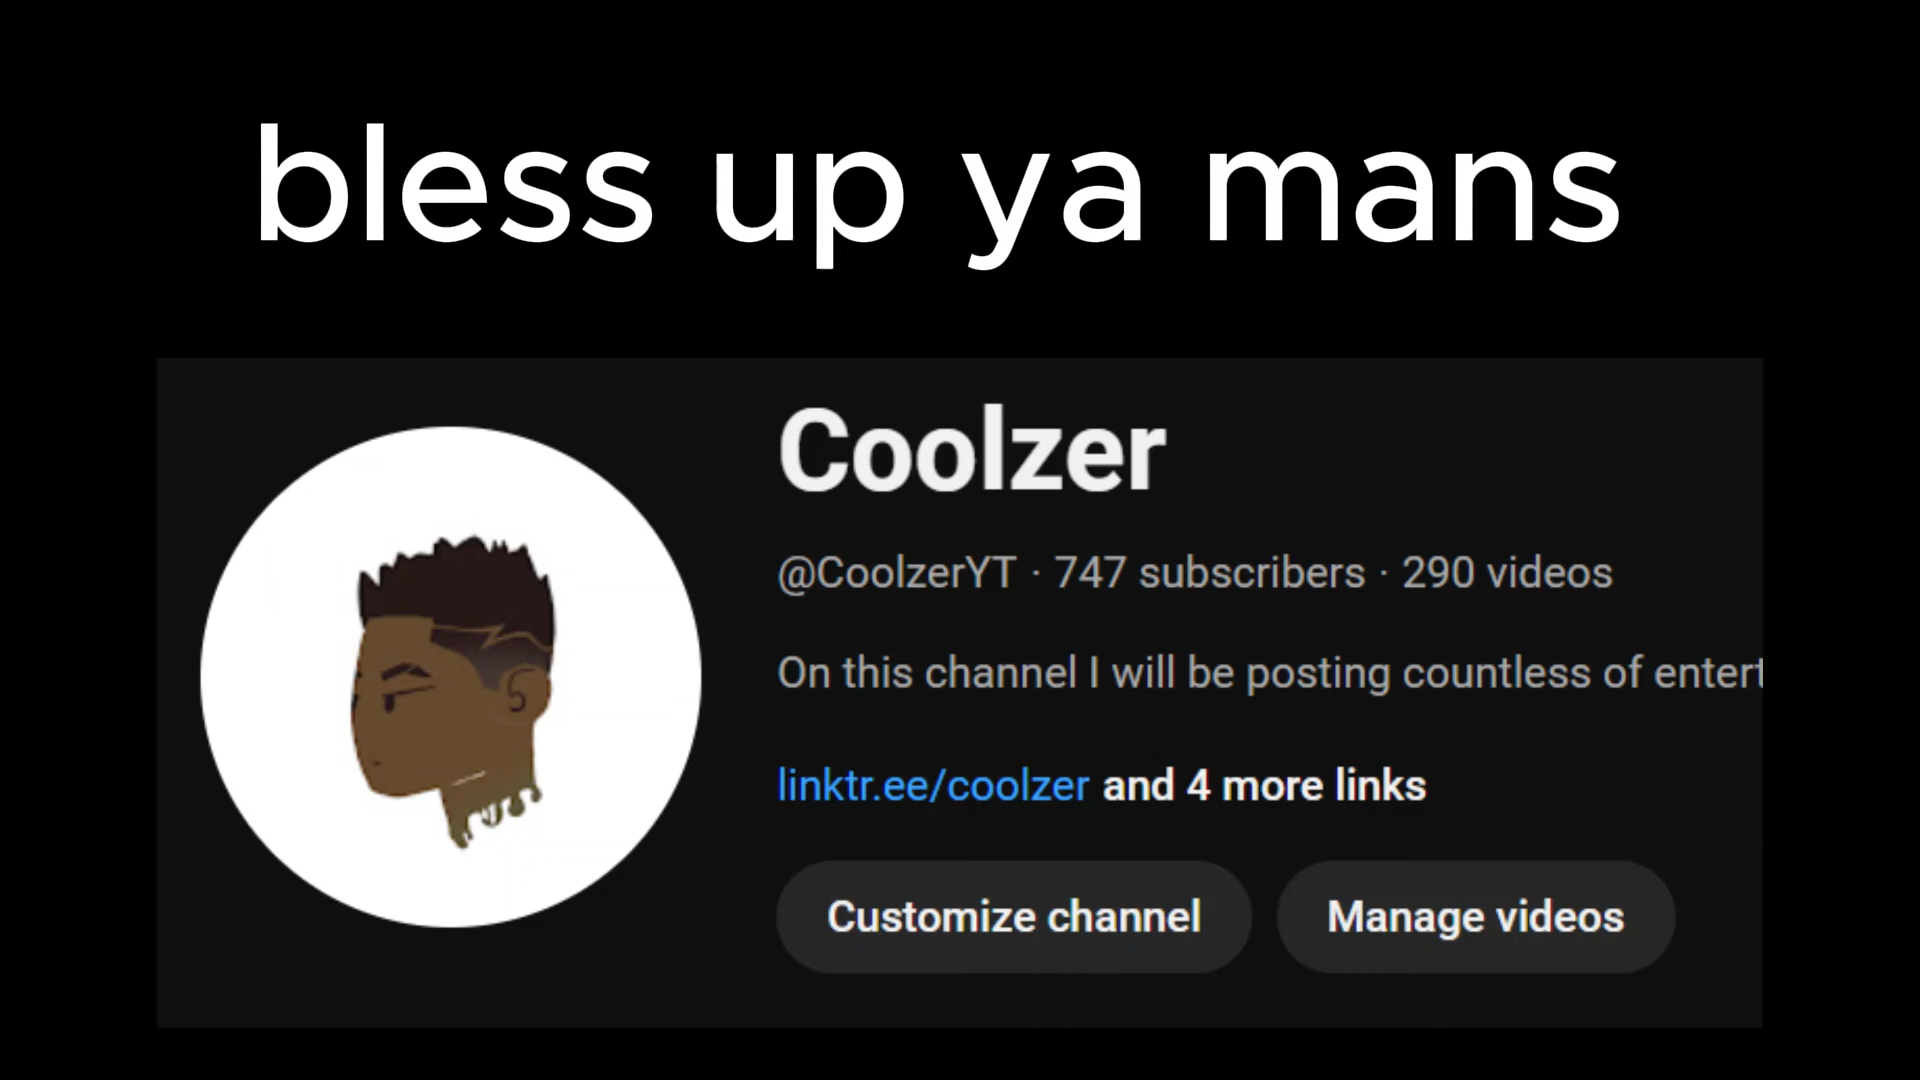 bless up ya mans
Coolzer
@CoolzerYT · 747 subscribers · 290 videos
On this channel I will be posting countless of entert
linktr.ee/coolzer and 4 more links
Customize channel
Manage videos